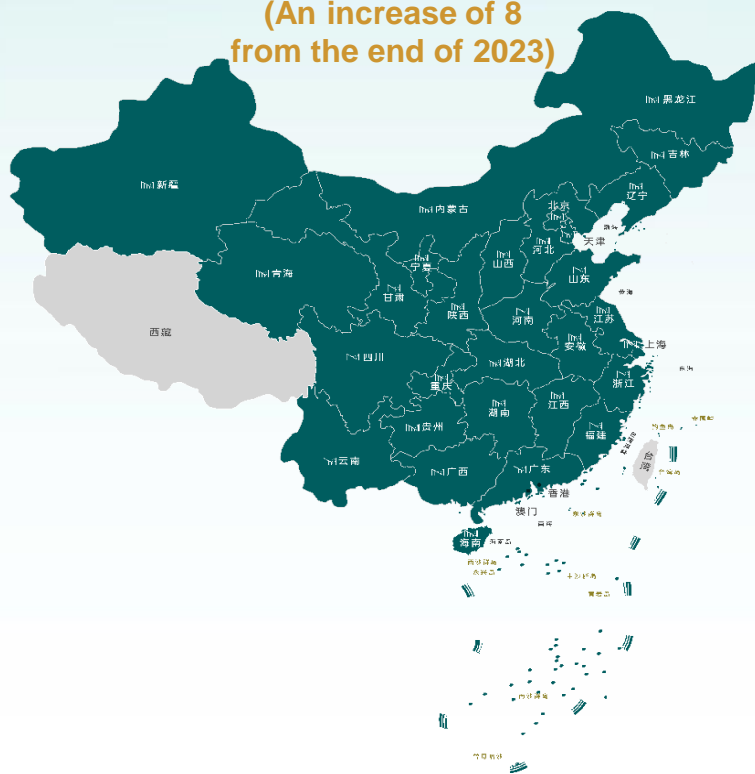 (An increase of 8
from the end of 2023)
黑龙江
吉林
辽宁
新疆
内蒙古
北京
天津
河北
山西
宁夏
青海
山东
甘肃
陕西
河南
江苏
西藏
安徽
上海
四川
湖北
重庆
浙江
湖南
江西
贵州
福建
云南
广西
广东
台湾
香港
澳门
海南